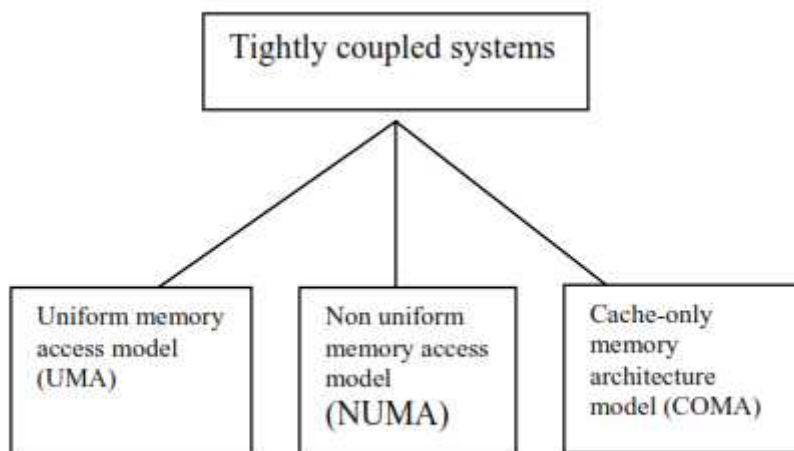 Tightly coupled systems
Uniform memory
access model
(UMA)
Non uniform
memory access
model
(NUMA)
Cache-only
memory
architecture
model (COMA)